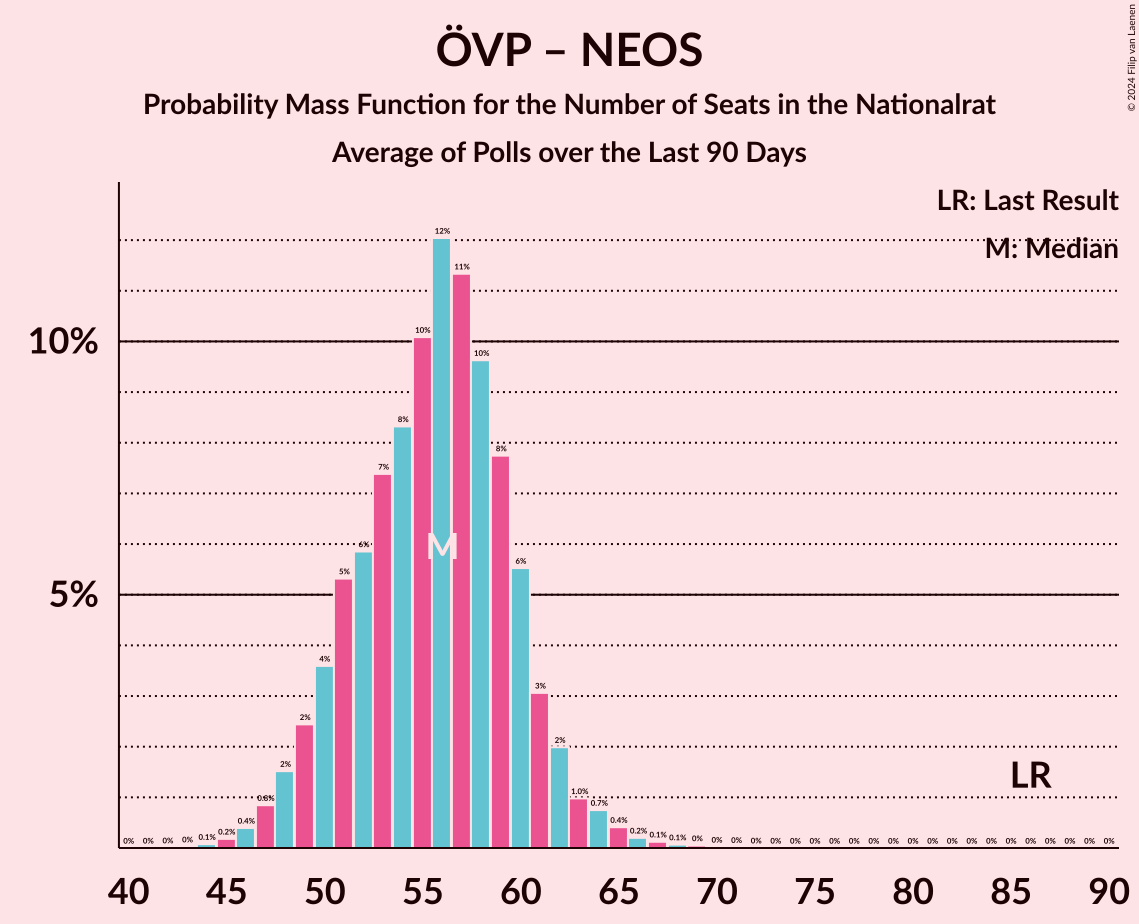 ÖVP – NEOS
Probability Mass Function for the Number of Seats in the Nationalrat
Average of Polls over the Last 90 Days
© 2024 Filip van Laenen
LR: Last Result
M: Median
10%
5%
0% 0% 0% 0% 0.1% 0.2% 0.4% 0.8% 2% 2% 4% 5% 6% 7% 8% 10% 12% 11% 10% 8% 6% 3% 2% 1.0% 0.7% 0.4% 0.2% 0.1% 0.1% 0% 0% 0% 0% 0% 0% 0% 0% 0% 0% 0% 0% 0% 0% 0% 0% 0% 0% 0% 0% 0% 0%
M
LR
40 45 50 55 60 65 70 75 80 85 90